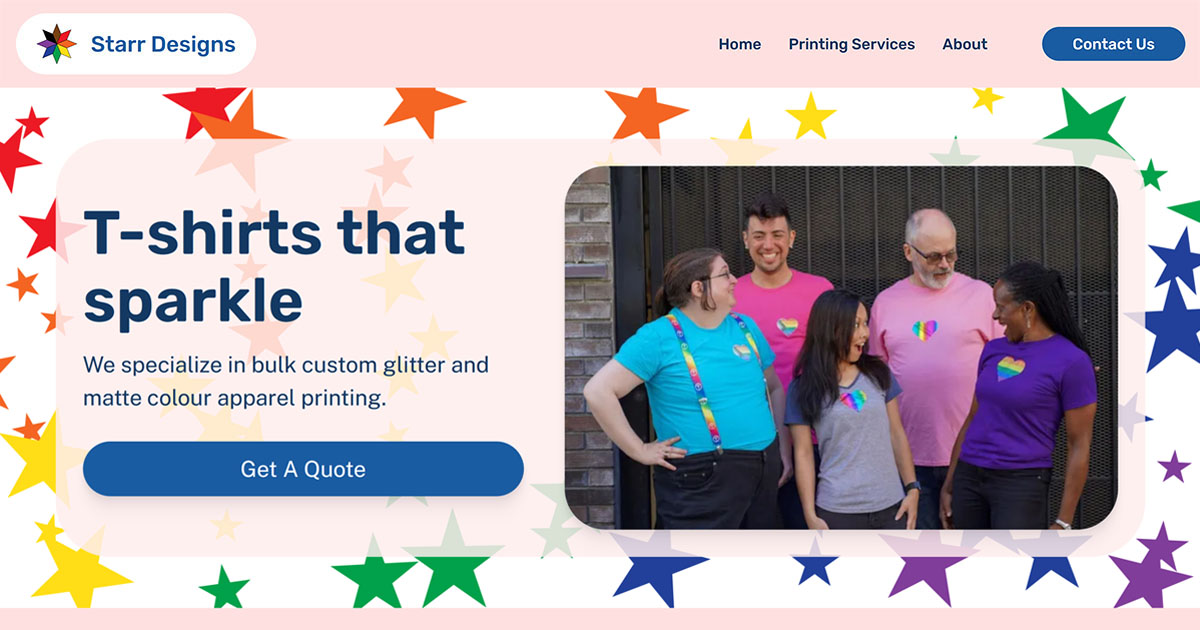 Starr Designs
Home
Printing Services
About
Contact Us
T-shirts that
sparkle
We specialize in bulk custom glitter and
matte colour apparel printing.
Get A Quote